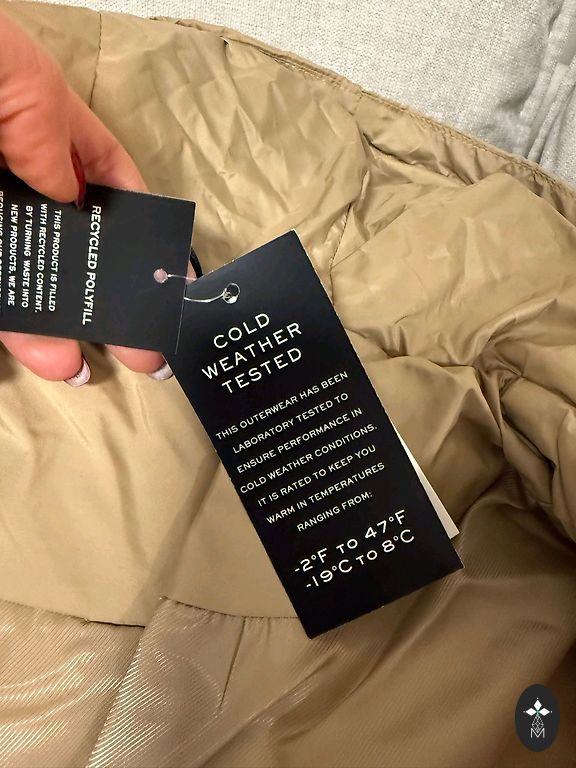 RECYCLED POLYFILL
THIS PRODUCT IS FILLED
WITH RECYCLED CONTENT.
BY TURNING WASTE INTO
NEW PRODUCTS, WE ARE
COLD
WEATHER
TESTED
THIS OUTERWEAR HAS BEEN
LABORATORY TESTED TO
ENSURE PERFORMANCE IN
COLD WEATHER CONDITIONS.
IT IS RATED TO KEEP YOU
WARM IN TEMPERATURES
RANGING FROM:
-2°F TO 47°F
-19°C TO 8°C
M